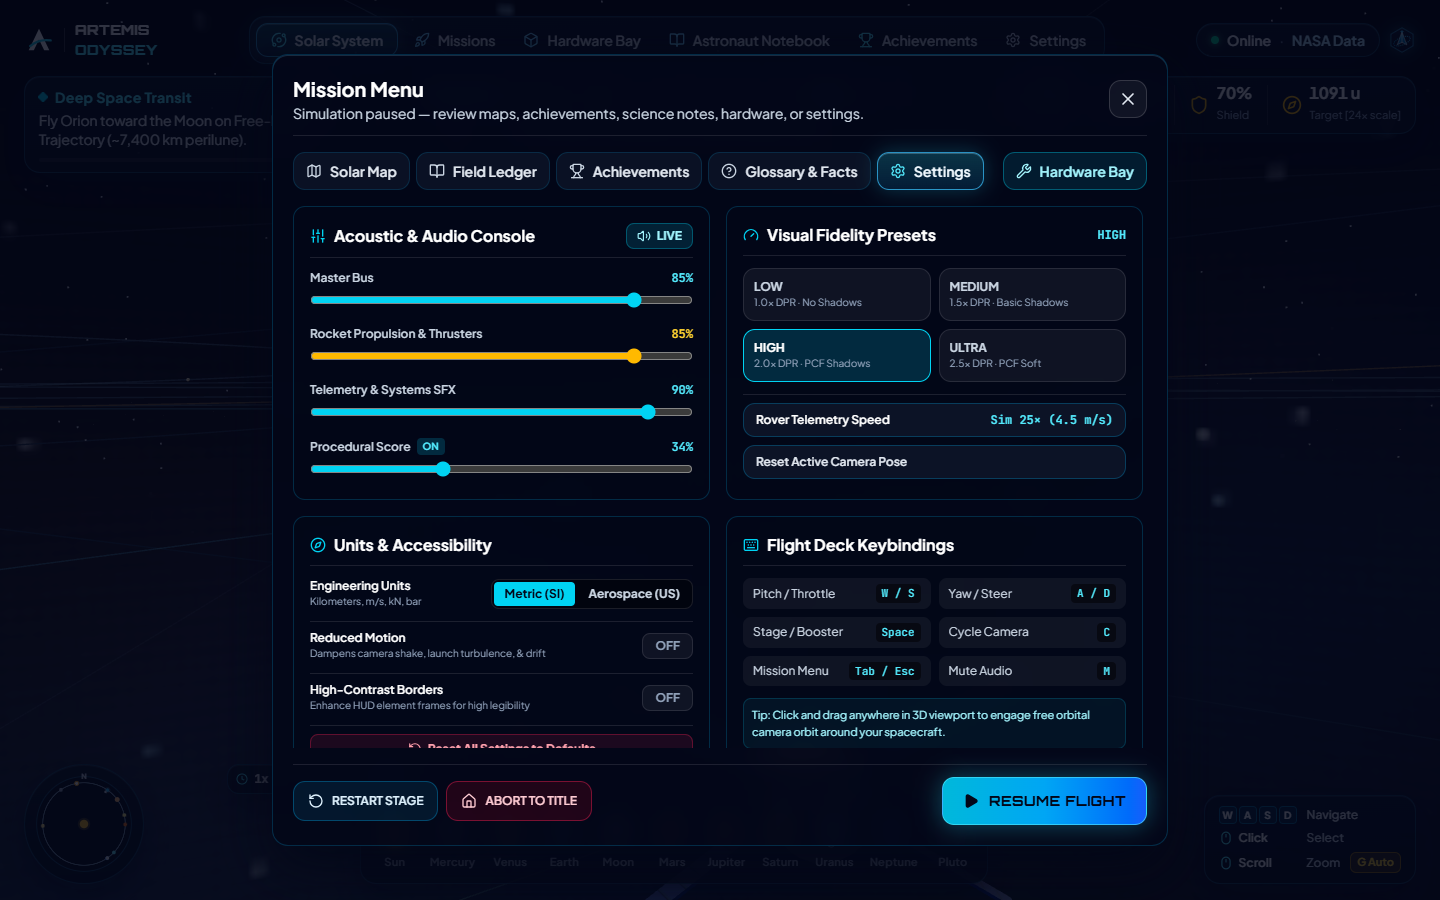 ARTEMIS
ODYSSEY
Solar System
Missions
Hardware Bay
Astronaut Notebook
Achievements
Settings
Online · NASA Data
Deep Space Transit
Fly Orion toward the Moon on Free-
Trajectory (~7,400 km perilune).
70%
Shield
1091 u
Target [24x scale]
Mission Menu
Simulation paused — review maps, achievements, science notes, hardware, or settings.
Solar Map
Field Ledger
Achievements
Glossary & Facts
Settings
Hardware Bay
Acoustic & Audio Console
LIVE
Master Bus
85%
Rocket Propulsion & Thrusters
85%
Telemetry & Systems SFX
90%
Procedural Score ON
34%
Visual Fidelity Presets
HIGH
LOW
1.0x DPR · No Shadows
MEDIUM
1.5x DPR · Basic Shadows
HIGH
2.0x DPR · PCF Shadows
ULTRA
2.5x DPR · PCF Soft
Rover Telemetry Speed
Sim 25× (4.5 m/s)
Reset Active Camera Pose
Units & Accessibility
Engineering Units
Kilometers, m/s, kN, bar
Metric (SI)
Aerospace (US)
Reduced Motion
Dampens camera shake, launch turbulence, & drift
OFF
High-Contrast Borders
Enhance HUD element frames for high legibility
OFF
Reset All Settings to Defaults
Flight Deck Keybindings
Pitch / Throttle
W / S
Yaw / Steer
A / D
Stage / Booster
Space
Cycle Camera
C
Mission Menu
Tab / Esc
Mute Audio
M
Tip: Click and drag anywhere in 3D viewport to engage free orbital
camera orbit around your spacecraft.
RESTART STAGE
ABORT TO TITLE
RESUME FLIGHT
N
1x
W A S D Navigate
Click Select
Scroll Zoom G Auto
Sun Mercury Venus Earth Moon Mars Jupiter Saturn Uranus Neptune Pluto